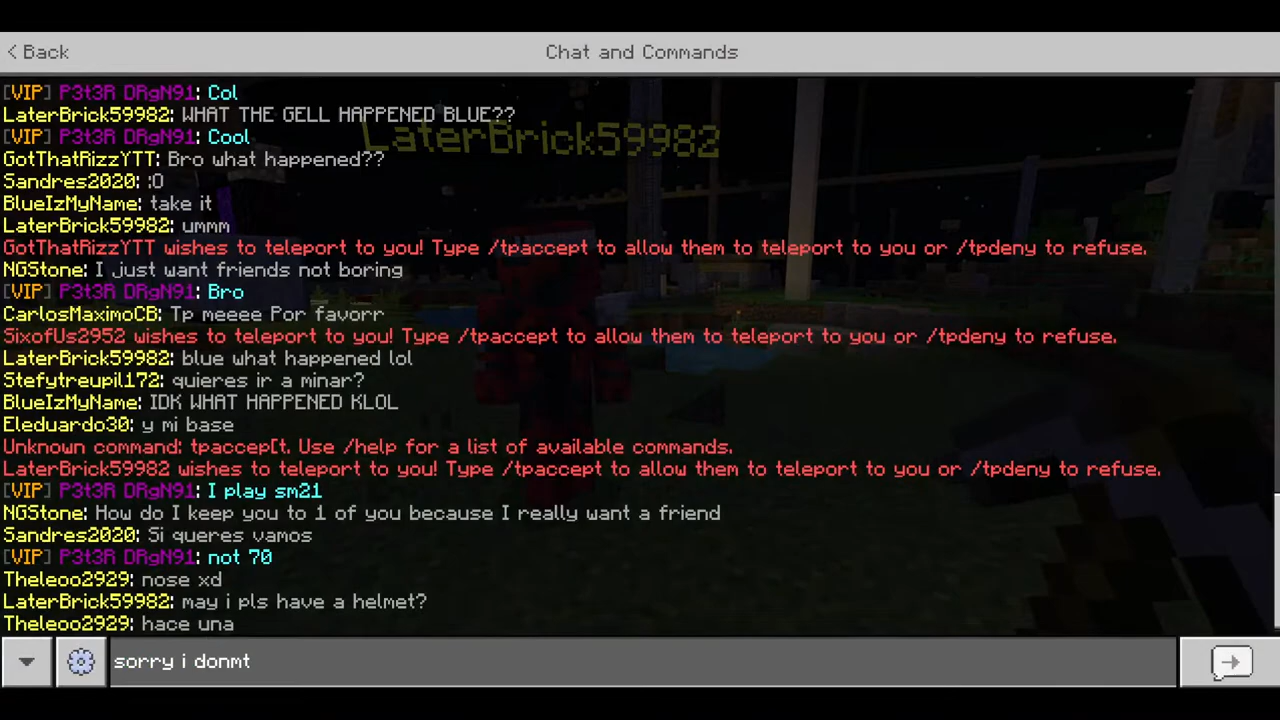 < Back
Chat and Commands
[VIP] P3t3R DRgN91: Col
LaterBrick59982: WHAT THE GELL HAPPENED BLUE??
[VIP] P3t3R DRgN91: Cool
LaterBrick59982
GotThatRizzYTT: Bro what happened??
Sandres2020: :O
BlueIzMyName: take it
LaterBrick59982: ummm
GotThatRizzYTT wishes to teleport to you! Type /tpaccept to allow them to teleport to you or /tpdeny to refuse.
NGStone: I just want friends not boring
[VIP] P3t3R DRgN91: Bro
CarlosMaximoCB: Tp meeee Por favorr
SixofUs2952 wishes to teleport to you! Type /tpaccept to allow them to teleport to you or /tpdeny to refuse.
LaterBrick59982: blue what happened lol
Stefytreupil172: quieres ir a minar?
BlueIzMyName: IDK WHAT HAPPENED KLOL
Eleduardo30: y mi base
Unknown command: tpaccep[t. Use /help for a list of available commands.
LaterBrick59982 wishes to teleport to you! Type /tpaccept to allow them to teleport to you or /tpdeny to refuse.
[VIP] P3t3R DRgN91: I play sm21
NGStone: How do I keep you to 1 of you because I really want a friend
Sandres2020: Si queres vamos
[VIP] P3t3R DRgN91: not 70
Theleoo2929: nose xd
LaterBrick59982: may i pls have a helmet?
Theleoo2929: hace una
sorry i donmt